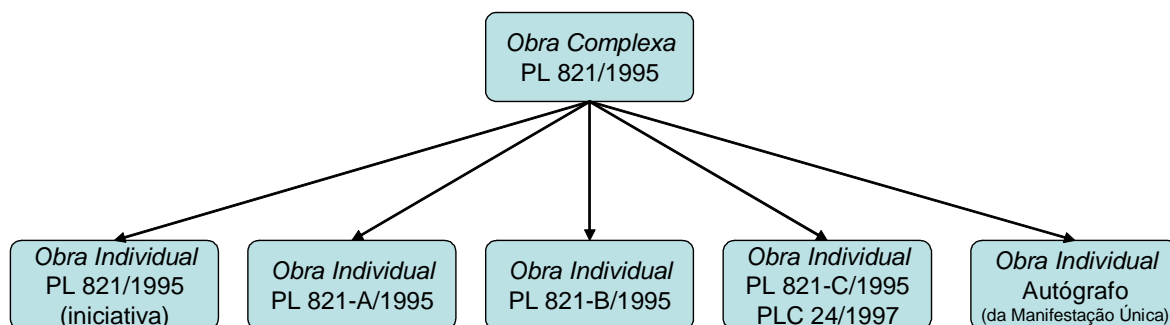 Obra Complexa
PL 821/1995
Obra Individual
PL 821/1995
(iniciativa)
Obra Individual
PL 821-A/1995
Obra Individual
PL 821-B/1995
Obra Individual
PL 821-C/1995
PLC 24/1997
Obra Individual
Autógrafo
(da Manifestação Única)